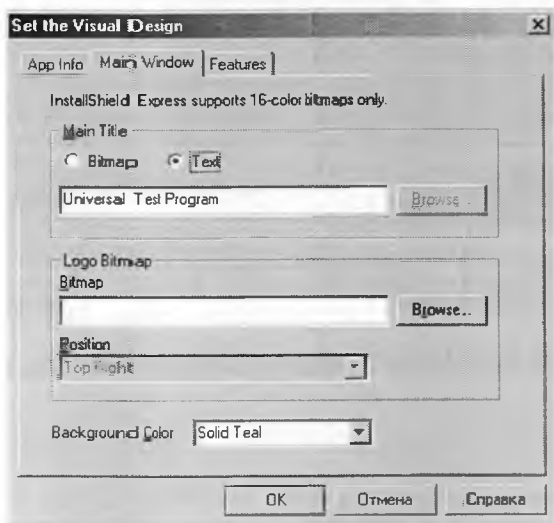 Set the Visual Design
App Info Main Window Features
InstallShield Express supports 16-color bitmaps only.
Main Title
Bitmap Text
Universal Test Program Browse...
Logo Bitmap
Bitmap
Browse...
Position
Top Right
Background Color Solid Teal
OK Отмена Справка